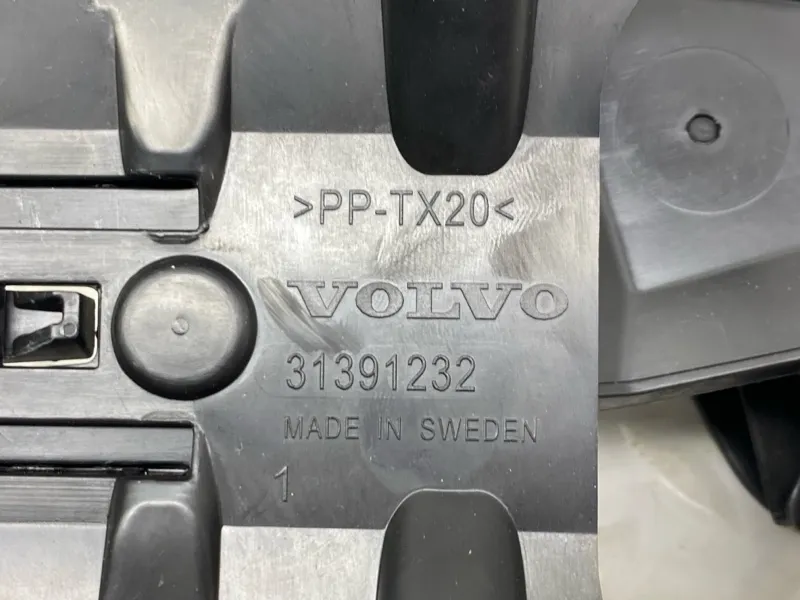 >PP-TX20<
VOLVO
31391232
MADE IN SWEDEN
1